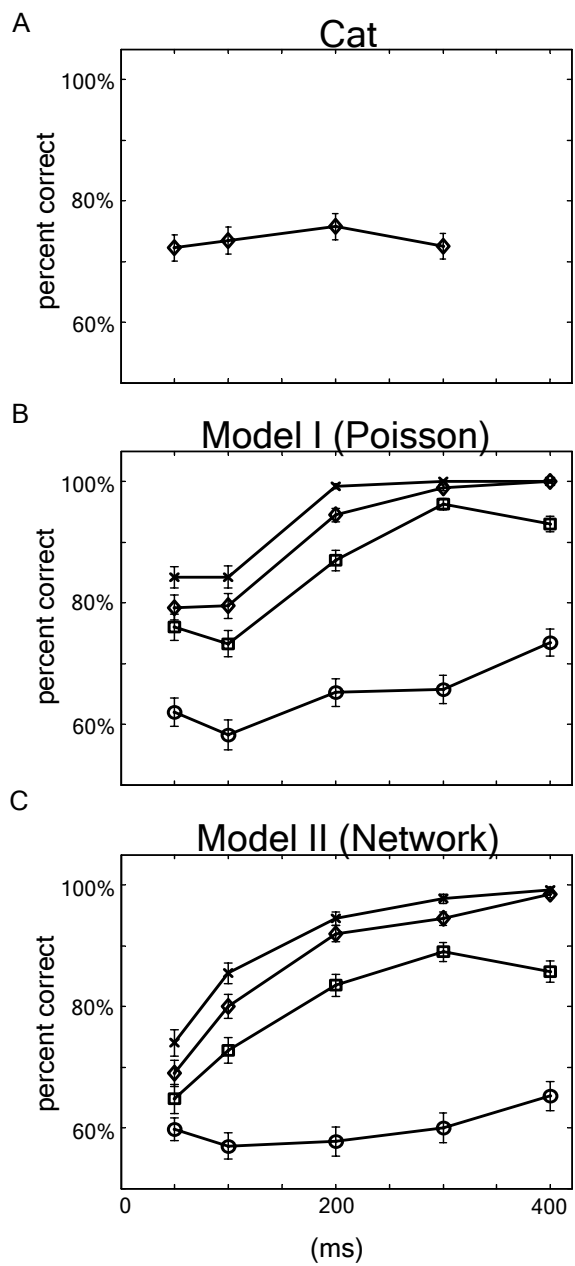 A
Cat
100%
80%
60%
percent correct
B
Model I (Poisson)
100%
80%
60%
percent correct
C
Model II (Network)
100%
80%
60%
percent correct
0 200 400
(ms)